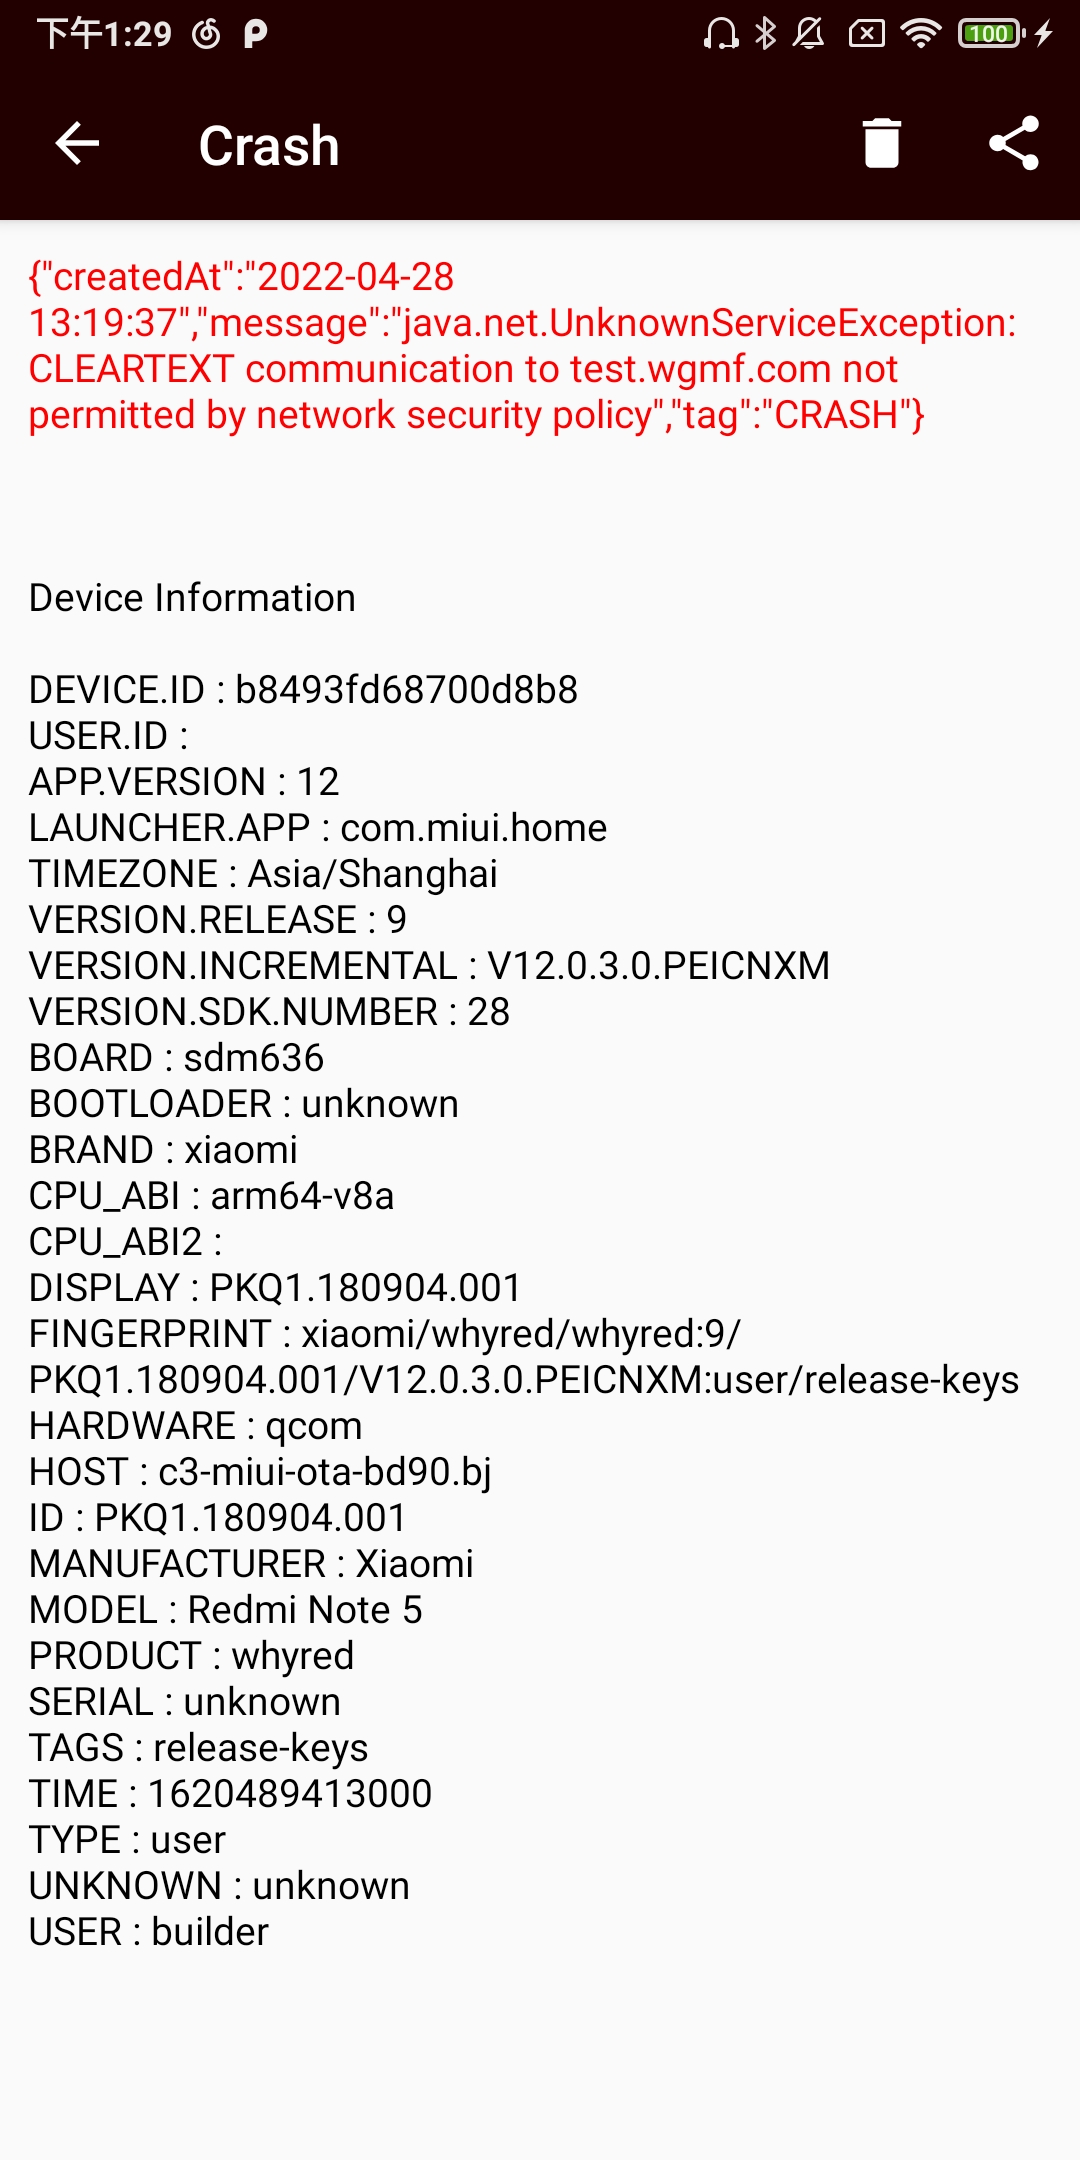 下午1:29
100
Crash
{"createdAt":"2022-04-28
13:19:37","message":"java.net.UnknownServiceException:
CLEARTEXT communication to test.wgmf.com not
permitted by network security policy","tag":"CRASH"}
Device Information
DEVICE.ID : b8493fd68700d8b8
USER.ID :
APP.VERSION : 12
LAUNCHER.APP : com.miui.home
TIMEZONE : Asia/Shanghai
VERSION.RELEASE : 9
VERSION.INCREMENTAL : V12.0.3.0.PEICNXM
VERSION.SDK.NUMBER : 28
BOARD : sdm636
BOOTLOADER : unknown
BRAND : xiaomi
CPU_ABI : arm64-v8a
CPU_ABI2 :
DISPLAY : PKQ1.180904.001
FINGERPRINT : xiaomi/whyred/whyred:9/
PKQ1.180904.001/V12.0.3.0.PEICNXM:user/release-keys
HARDWARE : qcom
HOST : c3-miui-ota-bd90.bj
ID : PKQ1.180904.001
MANUFACTURER : Xiaomi
MODEL : Redmi Note 5
PRODUCT : whyred
SERIAL : unknown
TAGS : release-keys
TIME : 1620489413000
TYPE : user
UNKNOWN : unknown
USER : builder